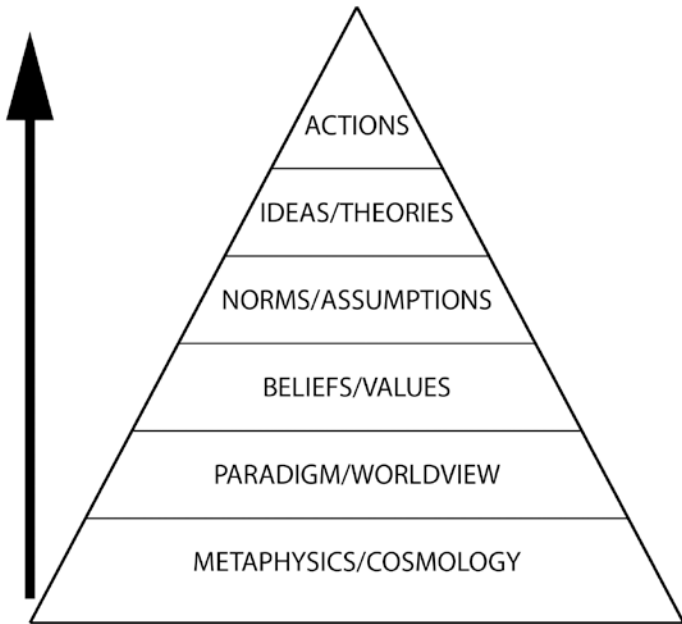 ACTIONS
IDEAS/THEORIES
NORMS/ASSUMPTIONS
BELIEFS/VALUES
PARADIGM/WORLDVIEW
METAPHYSICS/COSMOLOGY